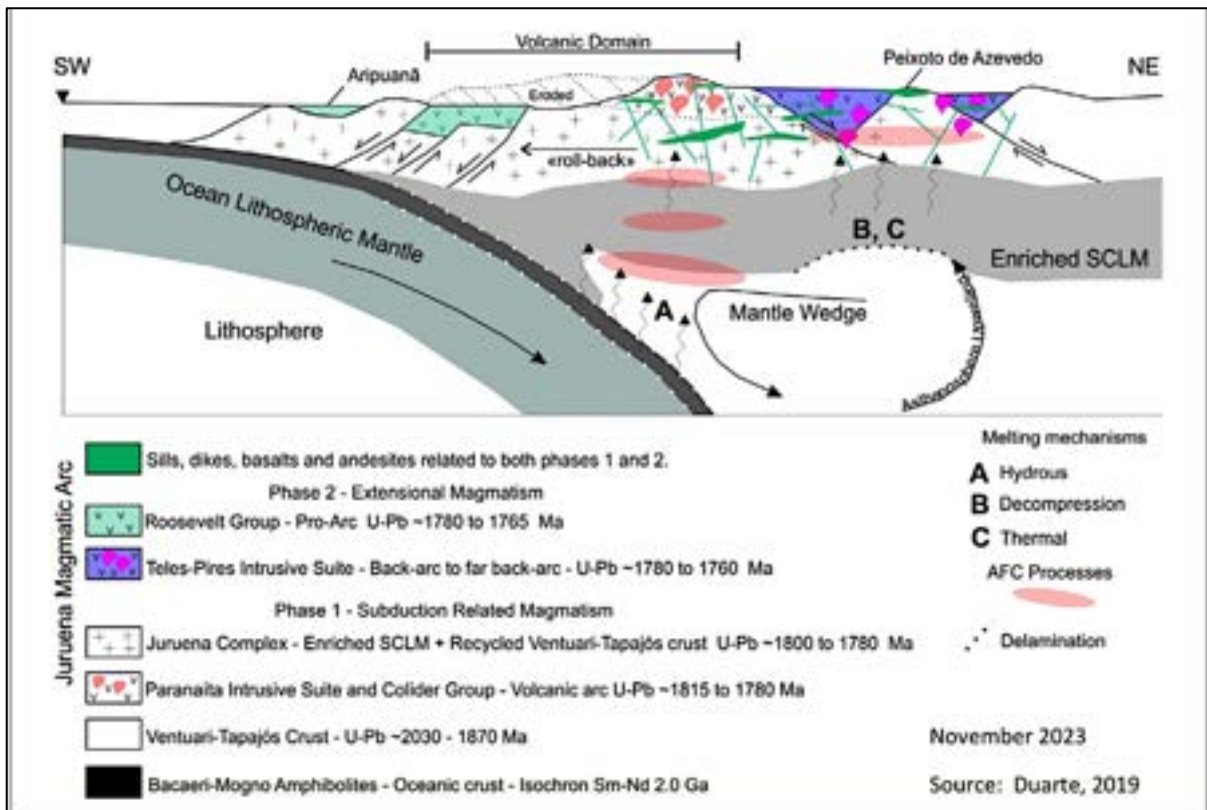 Volcanic Domain
SW
Aripuanã
Peixoto de Azevedo
NE
Eroded
«roll-back»
Ocean Lithospheric Mantle
B, C
Enriched SCLM
A
Mantle Wedge
Lithosphere
Asthenosphere Upwelling
Juruena Magmatic Arc
Sills, dikes, basalts and andesites related to both phases 1 and 2.
Phase 2 - Extensional Magmatism
Roosevelt Group - Pro-Arc U-Pb ~1780 to 1765 Ma
Teles-Pires Intrusive Suite - Back-arc to far back-arc - U-Pb ~1780 to 1760 Ma
Phase 1 - Subduction Related Magmatism
Juruena Complex - Enriched SCLM + Recycled Ventuari-Tapajós crust U-Pb ~1800 to 1780 Ma
Paranaíta Intrusive Suite and Colider Group - Volcanic arc U-Pb ~1815 to 1780 Ma
Ventuari-Tapajós Crust - U-Pb ~2030 - 1870 Ma
Bacaeri-Mogno Amphibolites - Oceanic crust - Isochron Sm-Nd 2.0 Ga
Melting mechanisms
A Hydrous
B Decompression
C Thermal
AFC Processes
Delamination
November 2023
Source: Duarte, 2019